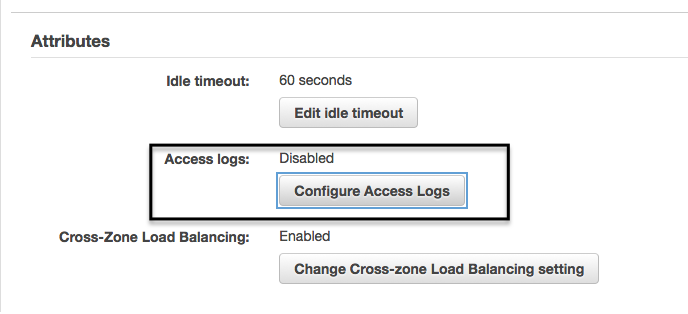 Attributes
Idle timeout: 60 seconds
Edit idle timeout
Access logs: Disabled
Configure Access Logs
Cross-Zone Load Balancing: Enabled
Change Cross-zone Load Balancing setting